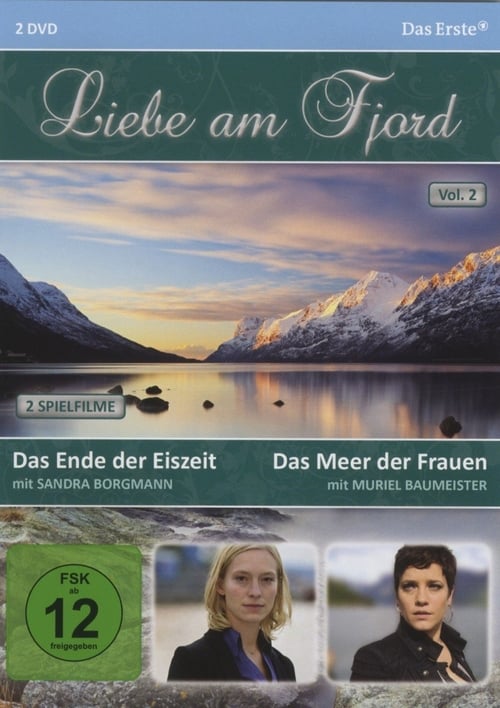 2 DVD
Das Erste
Liebe am Fjord
Vol. 2
2 SPIELFILME
Das Ende der Eiszeit
mit SANDRA BORGMANN
Das Meer der Frauen
mit MURIEL BAUMEISTER
FSK
ab
12
freigegeben